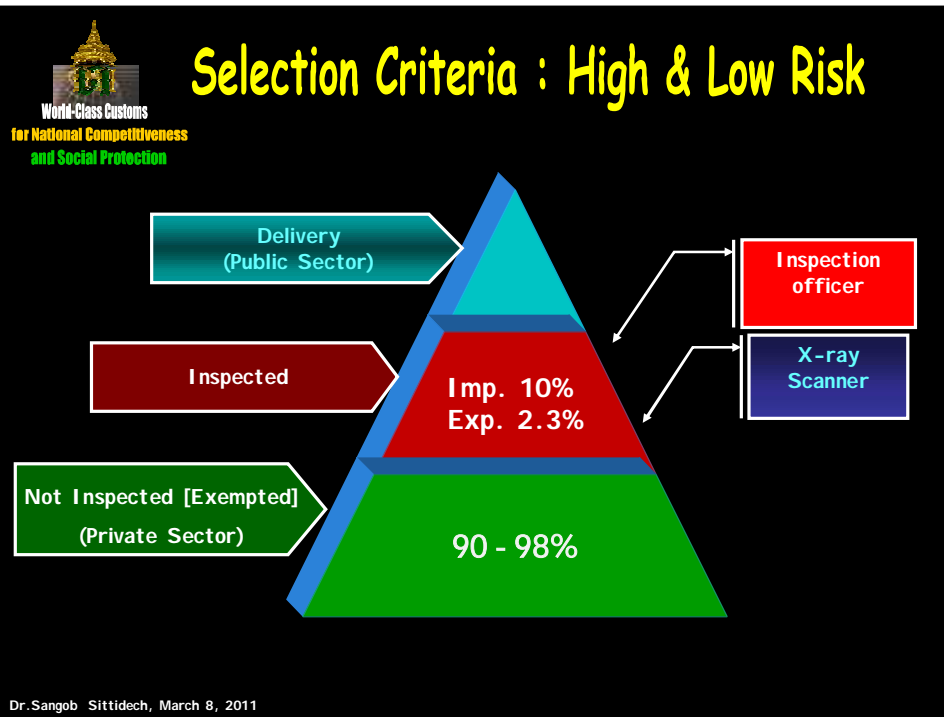 World-Class Customs
for National Competitiveness
and Social Protection
Selection Criteria : High & Low Risk
Delivery
(Public Sector)
Inspection
officer
X-ray
Scanner
Inspected
Imp. 10%
Exp. 2.3%
Not Inspected [Exempted]
(Private Sector)
90 - 98%
Dr.Sangob Sittidech, March 8, 2011